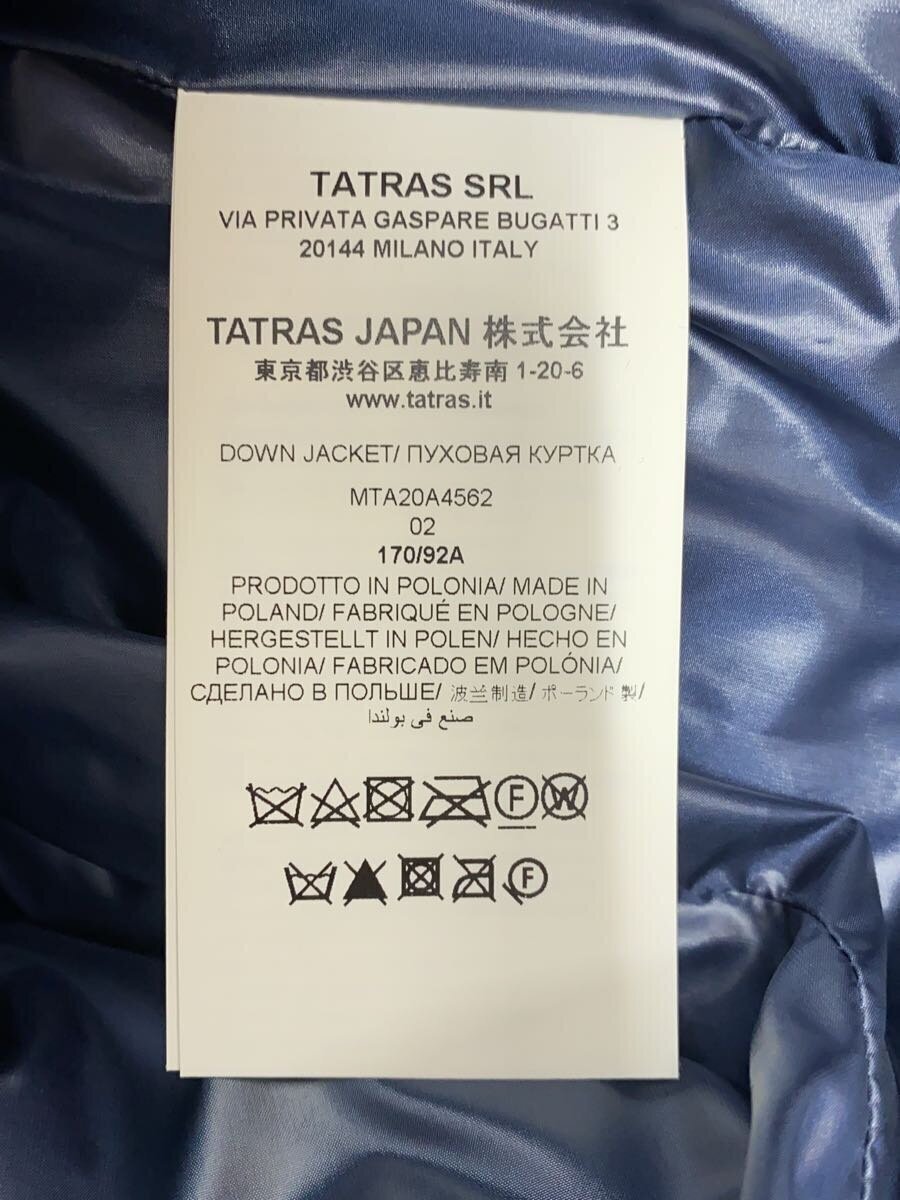 TATRAS SRL
VIA PRIVATA GASPARE BUGATTI 3
20144 MILANO ITALY
TATRAS JAPAN 株式会社
東京都渋谷区恵比寿南 1-20-6
www.tatras.it
DOWN JACKET/ ПУХОВАЯ КУРТКА
MTA20A4562
02
170/92A
PRODOTTO IN POLONIA/ MADE IN
POLAND/ FABRIQUÉ EN POLOGNE/
HERGESTELLT IN POLEN/ HECHO EN
POLONIA/ FABRICADO EM POLÓNIA/
СДЕЛАНО В ПОЛЬШЕ/ 波兰制造/ ポーランド製/
صنع في بولندا
F W
F